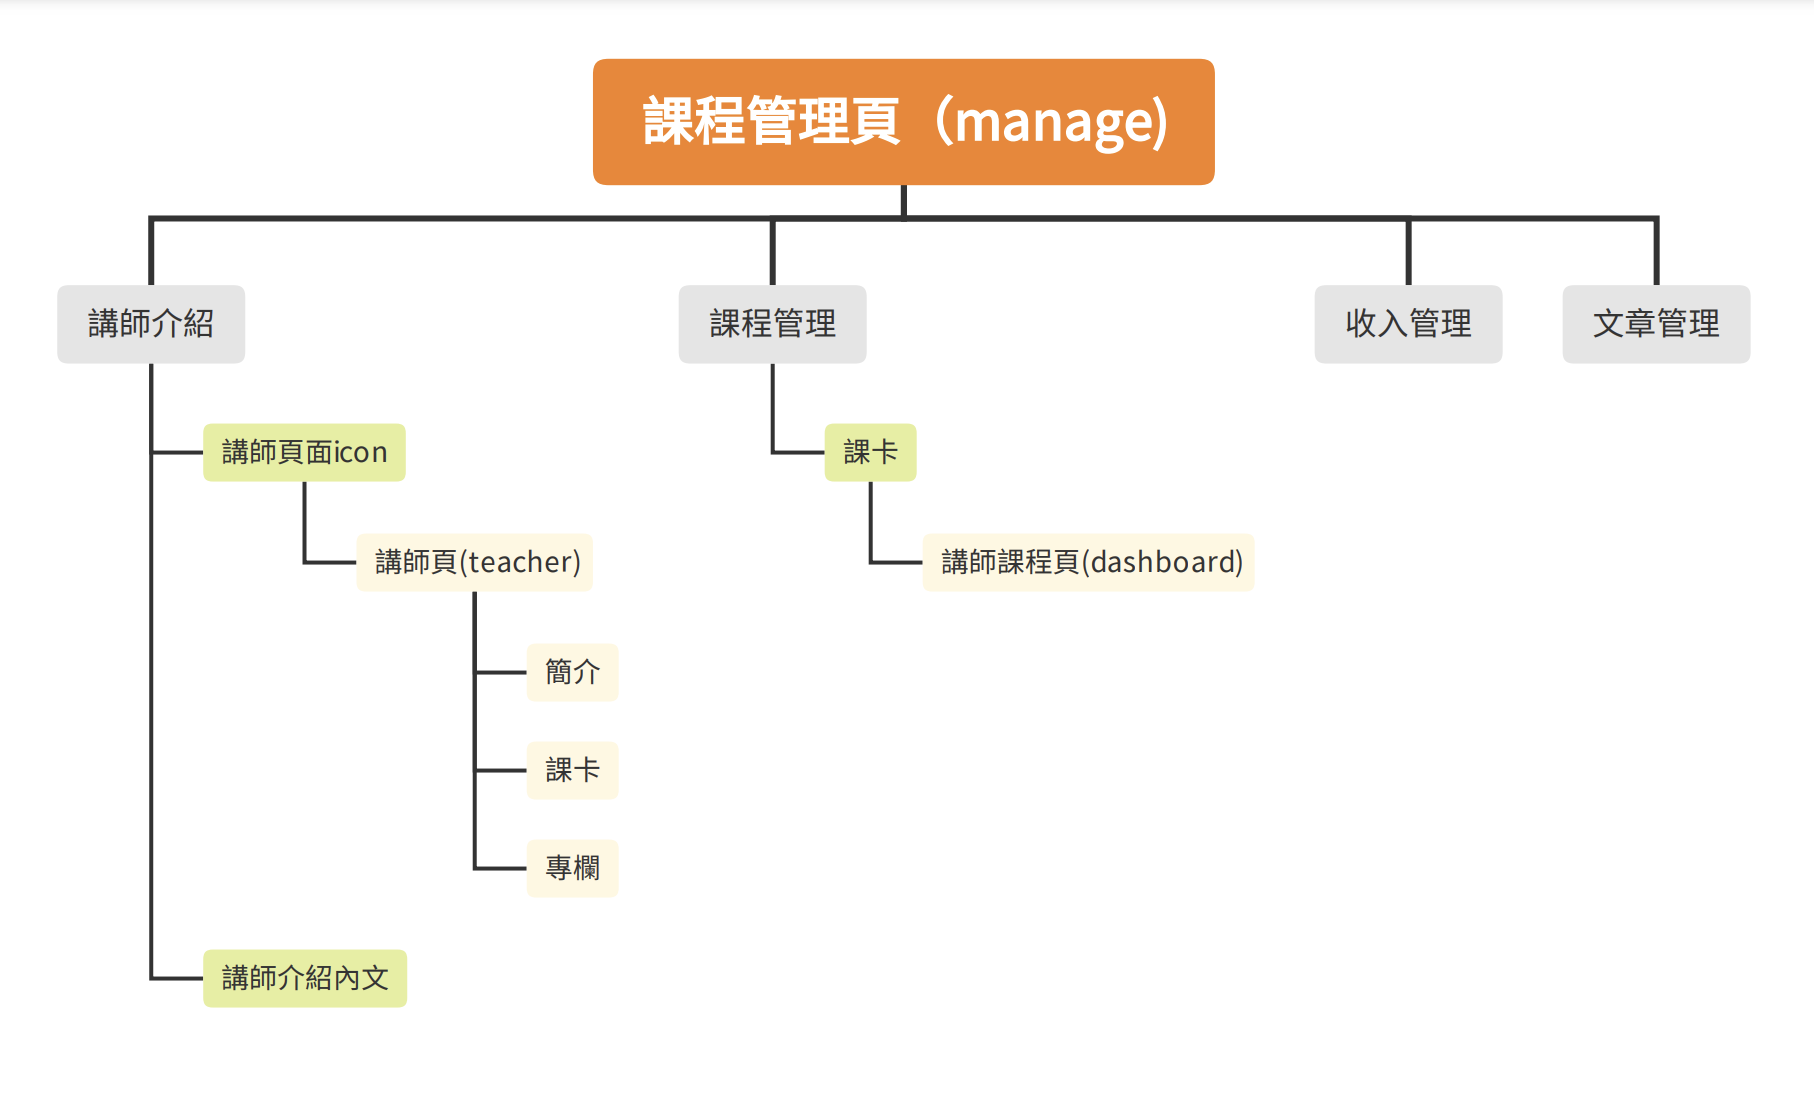 課程管理頁（manage)
講師介紹
課程管理
收入管理
文章管理
講師頁面icon
課卡
講師頁(teacher)
講師課程頁(dashboard)
簡介
課卡
專欄
講師介紹內文